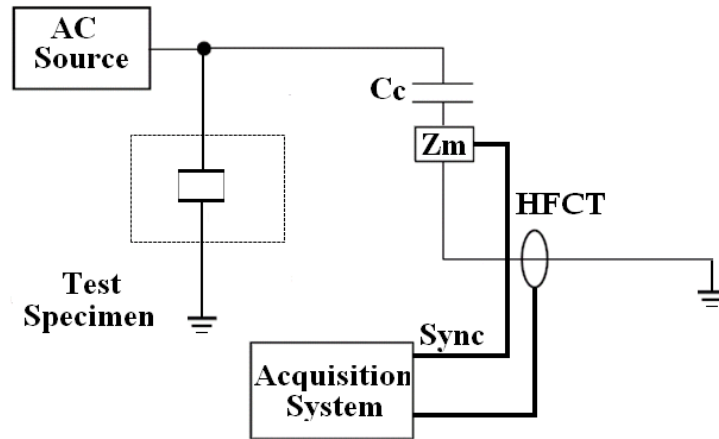 AC
Source
Cc
Zm
HFCT
Test
Specimen
Sync
Acquisition
System